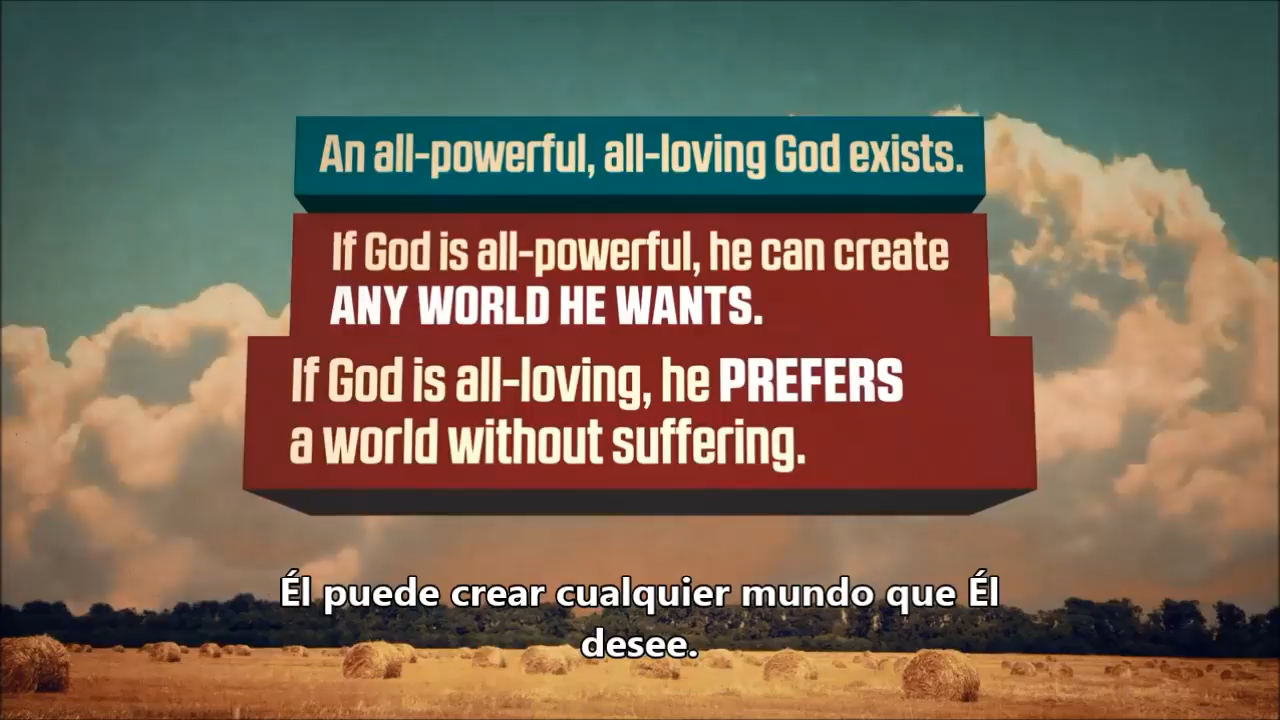 An all-powerful, all-loving God exists.
If God is all-powerful, he can create
ANY WORLD HE WANTS.
If God is all-loving, he PREFERS
a world without suffering.
Él puede crear cualquier mundo que Él
desee.